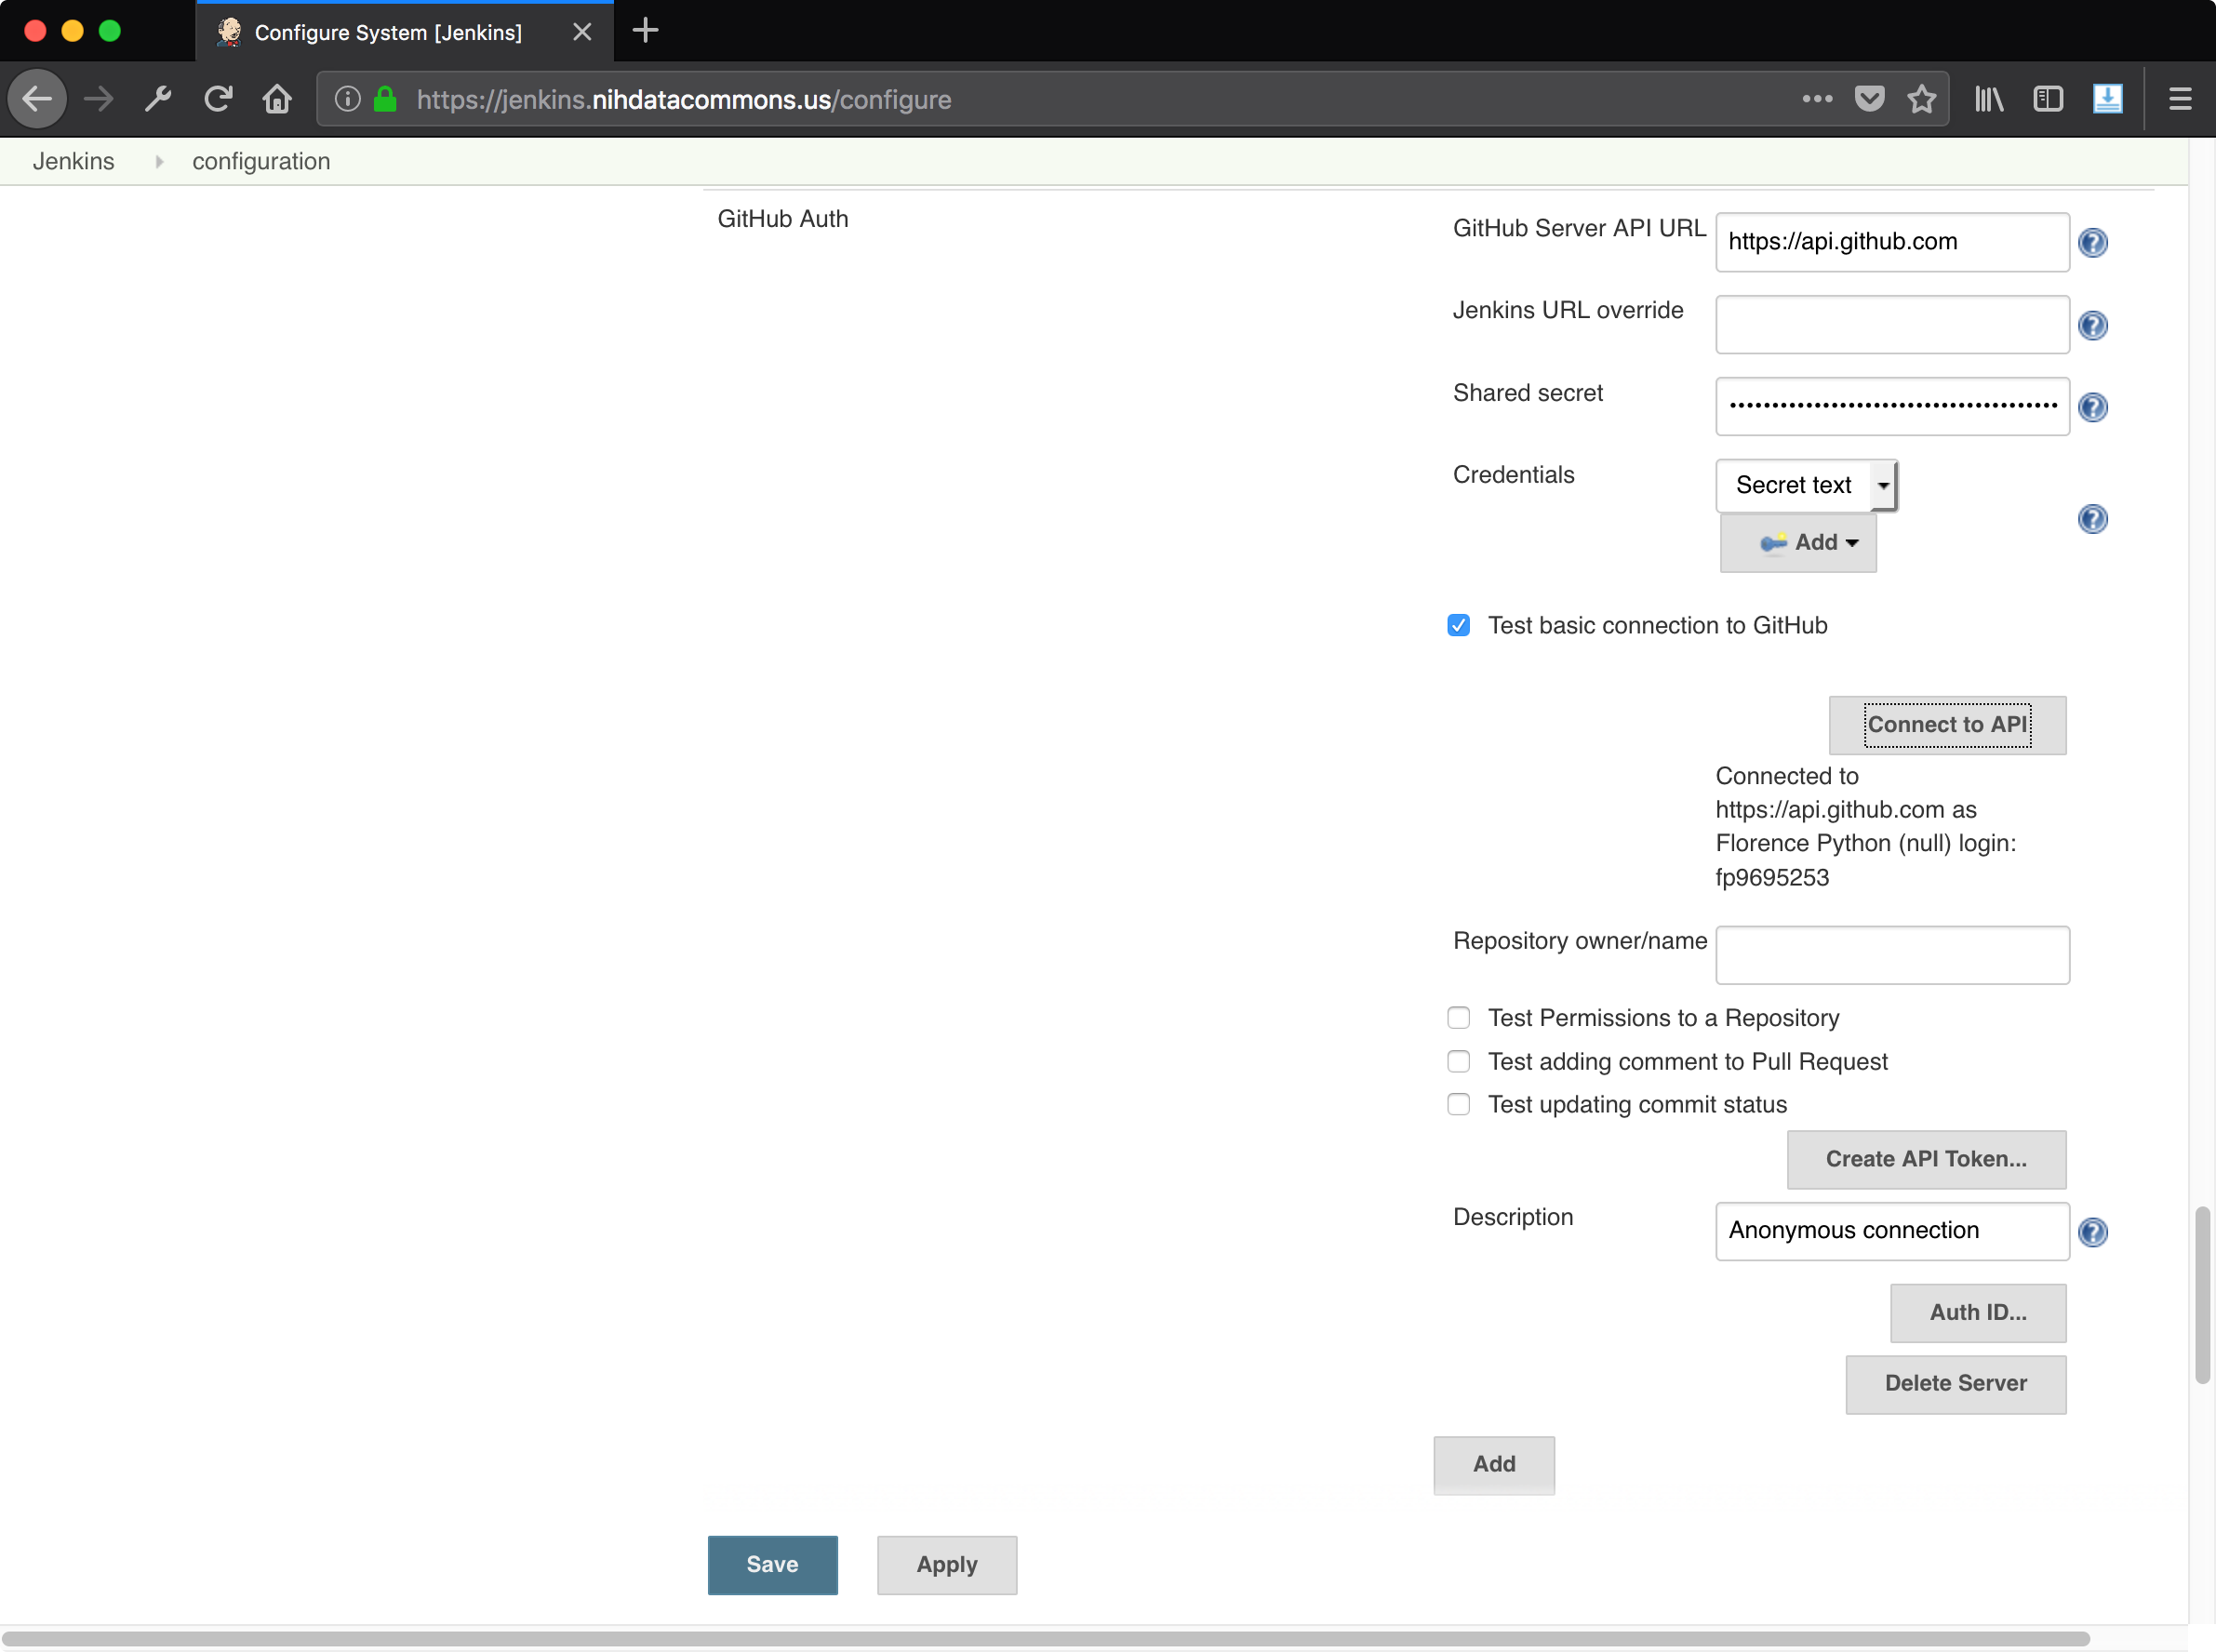 Configure System [Jenkins]
https://jenkins.nihdatacommons.us/configure
Jenkins configuration
GitHub Auth
GitHub Server API URL https://api.github.com
Jenkins URL override
Shared secret ••••••••••••••••••••••••••••••••••••••••
Credentials Secret text
Add
Test basic connection to GitHub
Connect to API
Connected to
https://api.github.com as
Florence Python (null) login:
fp9695253
Repository owner/name
Test Permissions to a Repository
Test adding comment to Pull Request
Test updating commit status
Create API Token...
Description Anonymous connection
Auth ID...
Delete Server
Add
Save Apply